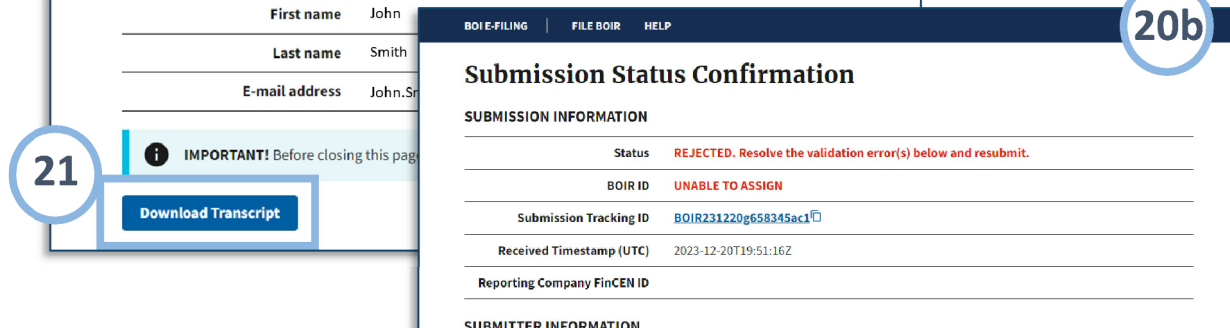 First name John
Last name Smith
E-mail address John.Sr
21
IMPORTANT! Before closing this pag
Download Transcript
20b
BOI E-FILING | FILE BOIR HELP
Submission Status Confirmation
SUBMISSION INFORMATION
Status REJECTED. Resolve the validation error(s) below and resubmit.
BOIR ID UNABLE TO ASSIGN
Submission Tracking ID BOIR231220g658345ac1
Received Timestamp (UTC) 2023-12-20T19:51:16Z
Reporting Company FinCEN ID
SUBMITTER INFORMATION